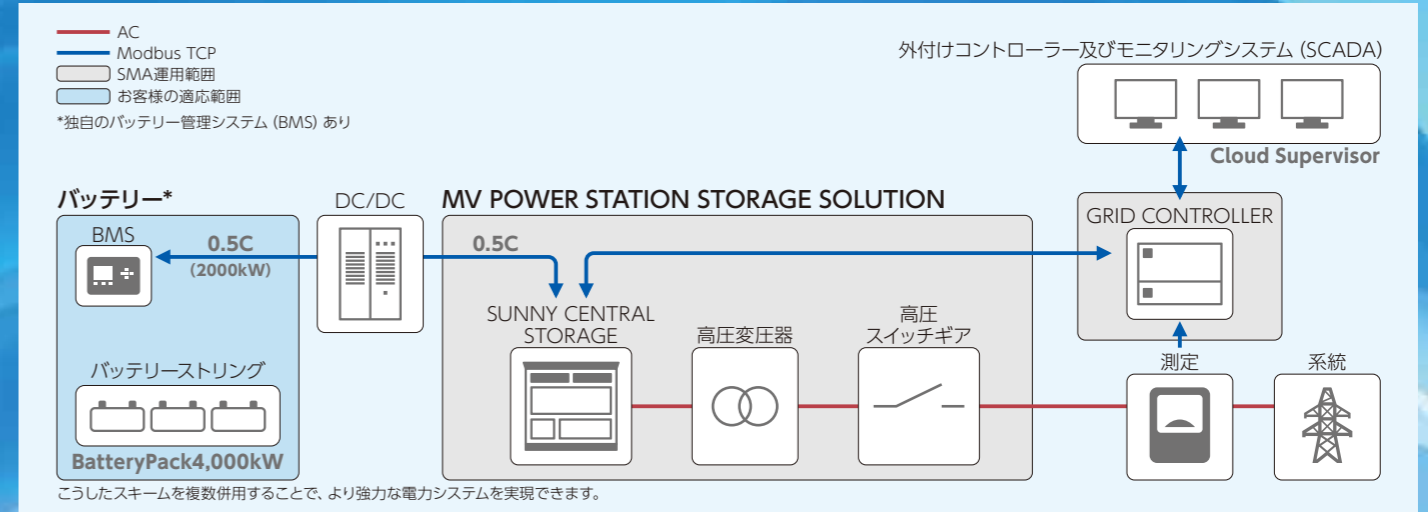 AC
Modbus TCP
SMA運用範囲
お客様の適応範囲
*独自のバッテリー管理システム (BMS) あり
外付けコントローラー及びモニタリングシステム (SCADA)
Cloud Supervisor
バッテリー*
DC/DC
MV POWER STATION STORAGE SOLUTION
GRID CONTROLLER
BMS
0.5C
(2000kW)
0.5C
SUNNY CENTRAL
STORAGE
高圧変圧器
高圧
スイッチギア
測定
系統
バッテリーストリング
BatteryPack4,000kW
こうしたスキームを複数併用することで、より強力な電力システムを実現できます。